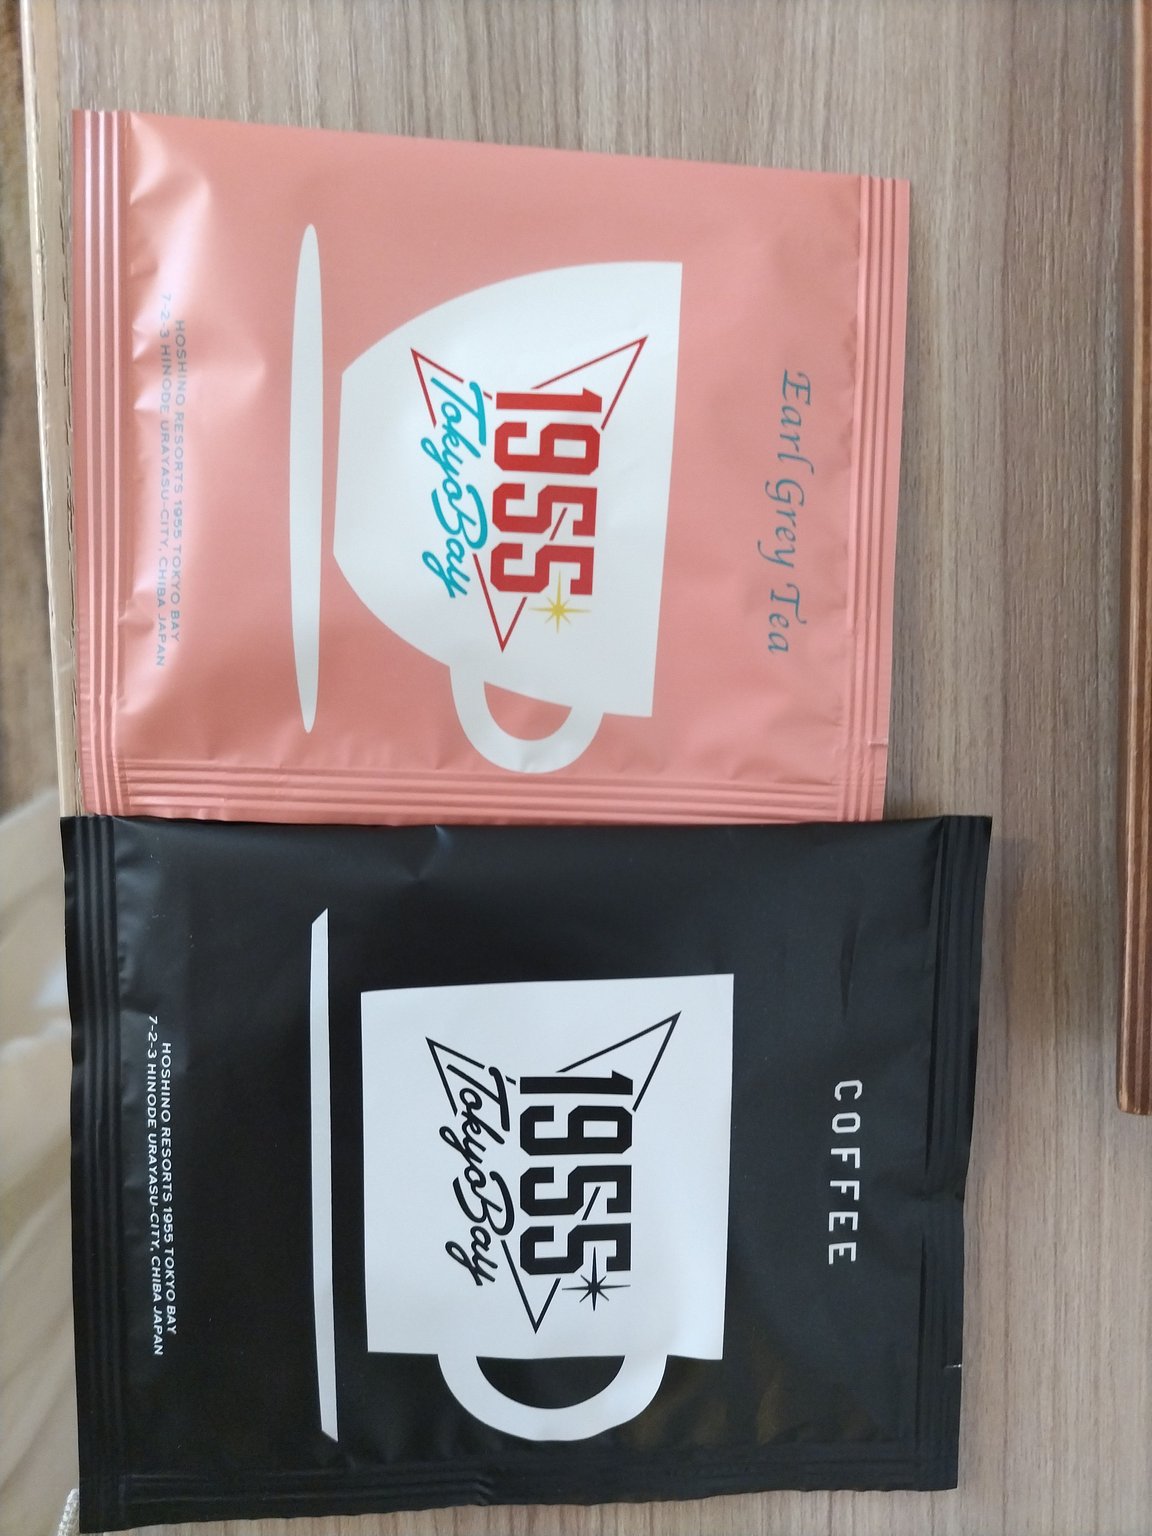 Earl Grey Tea
1955
Tokyo Bay
HOSHINO RESORTS 1955 TOKYO BAY
7-2-3 HINODE URAYASU-CITY, CHIBA JAPAN
COFFEE
1955
Tokyo Bay
HOSHINO RESORTS 1955 TOKYO BAY
7-2-3 HINODE URAYASU-CITY, CHIBA JAPAN